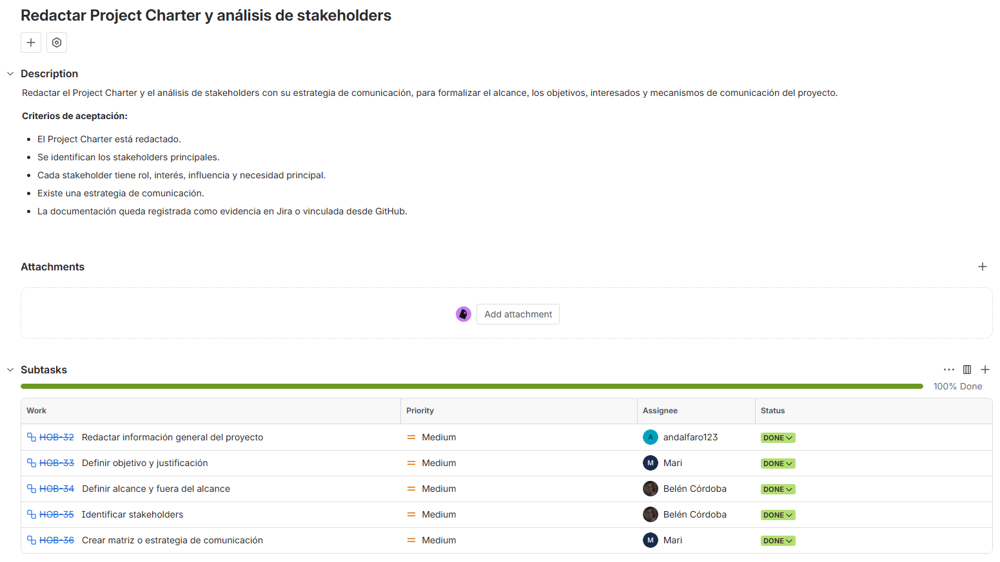 Redactar Project Charter y análisis de stakeholders
Description
Redactar el Project Charter y el análisis de stakeholders con su estrategia de comunicación, para formalizar el alcance, los objetivos, interesados y mecanismos de comunicación del proyecto.
Criterios de aceptación:
El Project Charter está redactado.
Se identifican los stakeholders principales.
Cada stakeholder tiene rol, interés, influencia y necesidad principal.
Existe una estrategia de comunicación.
La documentación queda registrada como evidencia en Jira o vinculada desde GitHub.
Attachments
Add attachment
Subtasks
100% Done
Work Priority Assignee Status
HOB-32 Redactar información general del proyecto Medium A andalfaro123 DONE
HOB-33 Definir objetivo y justificación Medium M Mari DONE
HOB-34 Definir alcance y fuera del alcance Medium Belén Córdoba DONE
HOB-35 Identificar stakeholders Medium Belén Córdoba DONE
HOB-36 Crear matriz o estrategia de comunicación Medium M Mari DONE